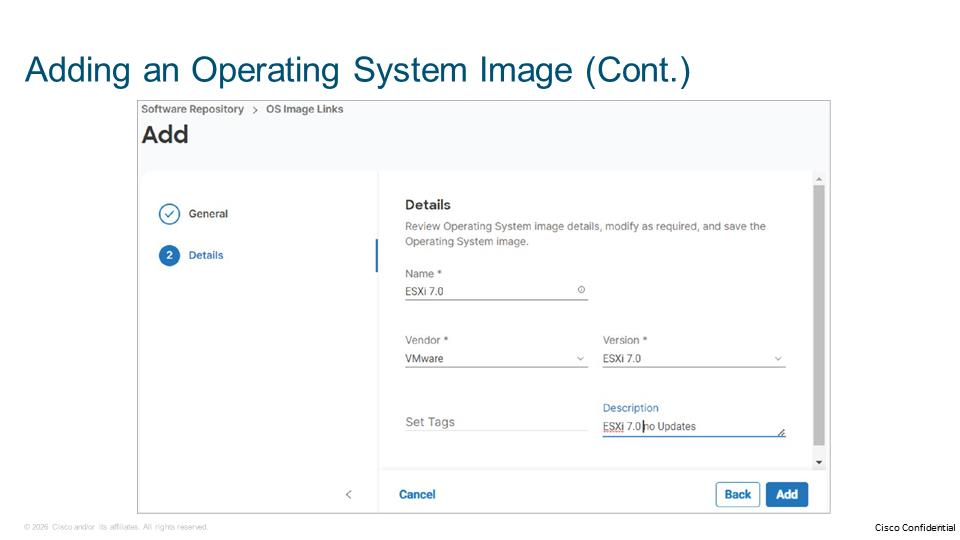 Adding an Operating System Image (Cont.)
Software Repository > OS Image Links
Add
General
2 Details
Details
Review Operating System image details, modify as required, and save the
Operating System image.
Name *
ESXi 7.0
Vendor * Version *
VMware ESXi 7.0
Description
Set Tags
ESXi 7.0 no Updates
< Cancel Back Add
© 2026 Cisco and/or its affiliates. All rights reserved. Cisco Confidential